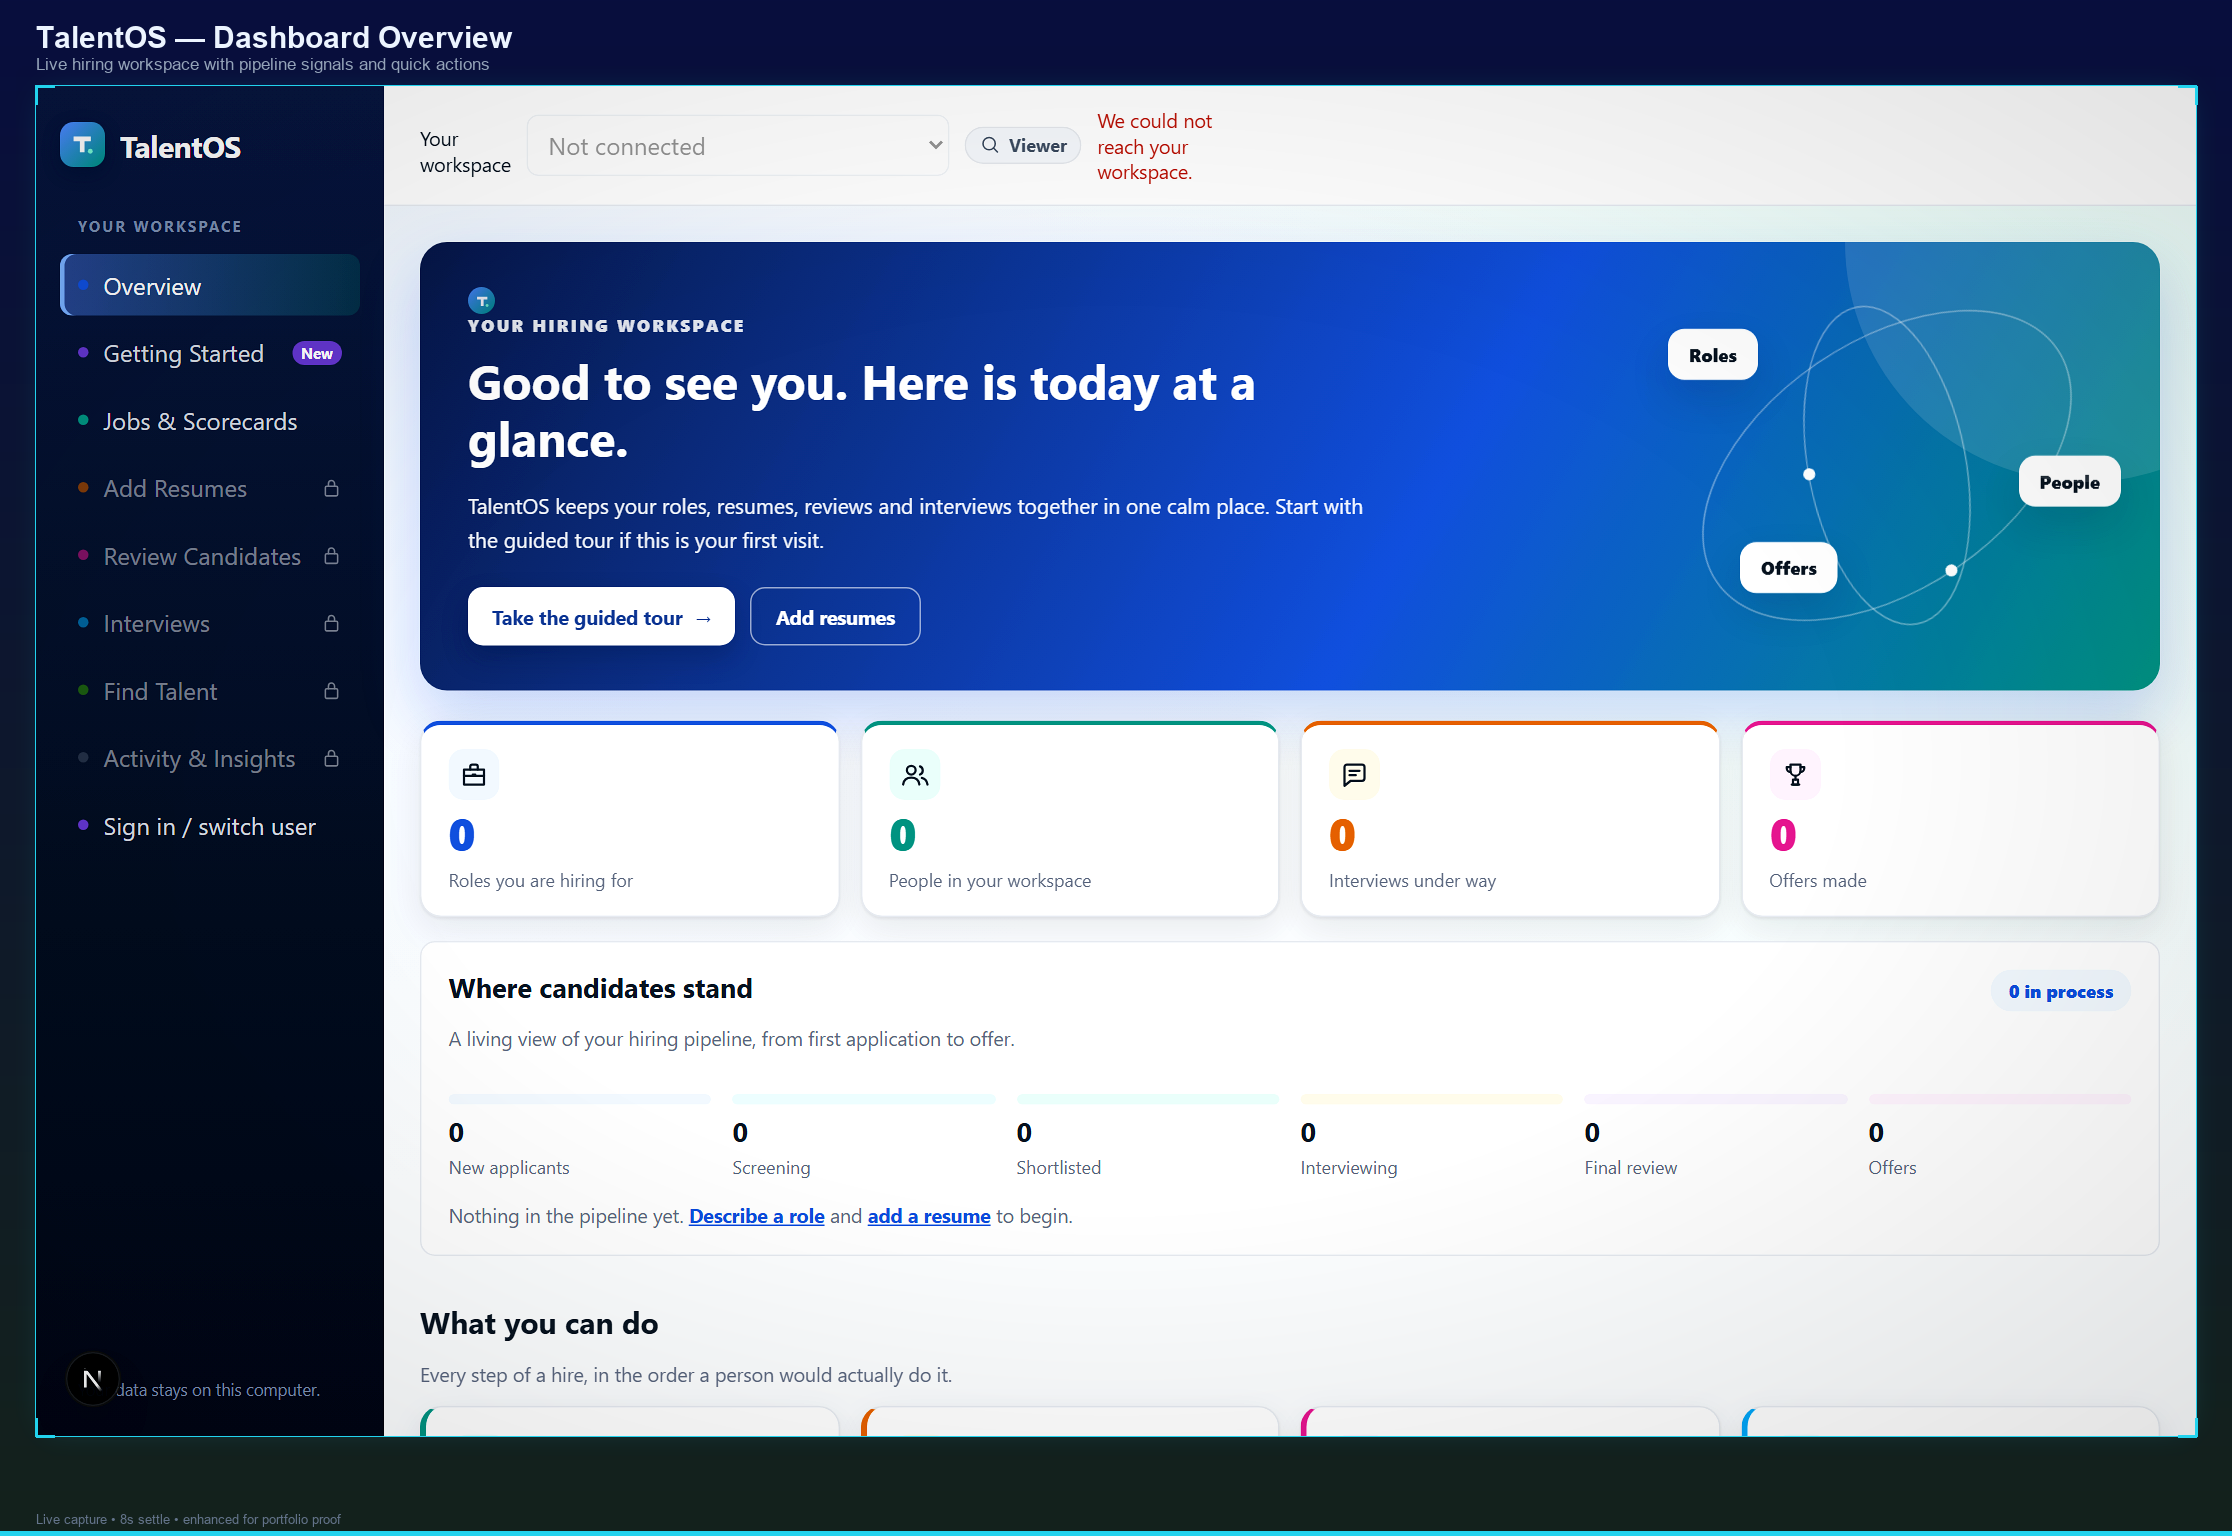 TalentOS — Dashboard Overview
Live hiring workspace with pipeline signals and quick actions
T.
TalentOS
YOUR WORKSPACE
Overview
Getting Started
New
Jobs & Scorecards
Add Resumes
Review Candidates
Interviews
Find Talent
Activity & Insights
Sign in / switch user
N
data stays on this computer.
Your
workspace
Not connected
Viewer
We could not
reach your
workspace.
T.
YOUR HIRING WORKSPACE
Good to see you. Here is today at a
glance.
TalentOS keeps your roles, resumes, reviews and interviews together in one calm place. Start with
the guided tour if this is your first visit.
Take the guided tour →
Add resumes
Roles
People
Offers
0
Roles you are hiring for
0
People in your workspace
0
Interviews under way
0
Offers made
Where candidates stand
0 in process
A living view of your hiring pipeline, from first application to offer.
0
New applicants
0
Screening
0
Shortlisted
0
Interviewing
0
Final review
0
Offers
Nothing in the pipeline yet. Describe a role and add a resume to begin.
What you can do
Every step of a hire, in the order a person would actually do it.
Live capture • 8s settle • enhanced for portfolio proof